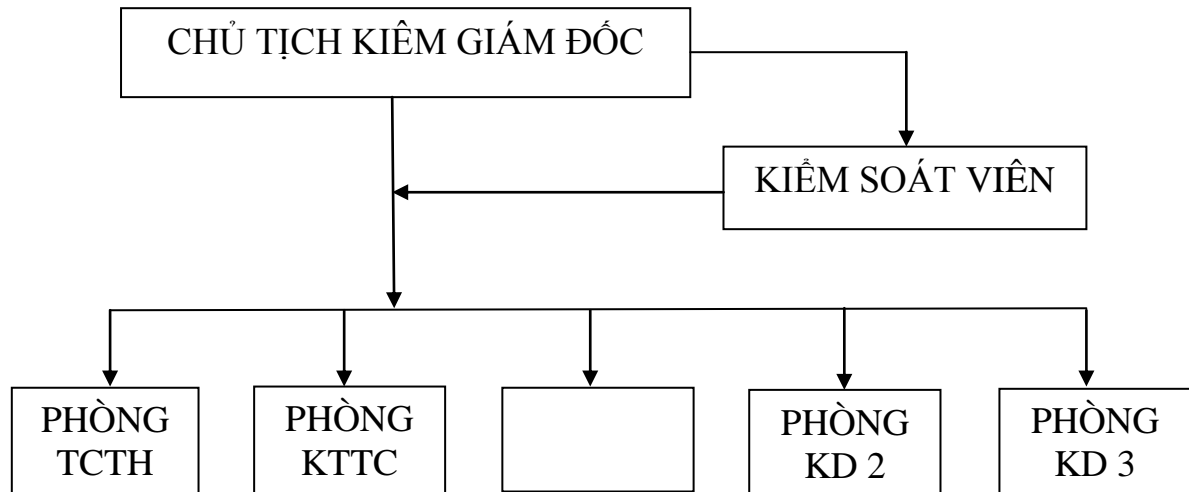 CHỦ TỊCH KIÊM GIÁM ĐỐC
KIỂM SOÁT VIÊN
PHÒNG
TCTH
PHÒNG
KTTC
PHÒNG
KD 2
PHÒNG
KD 3